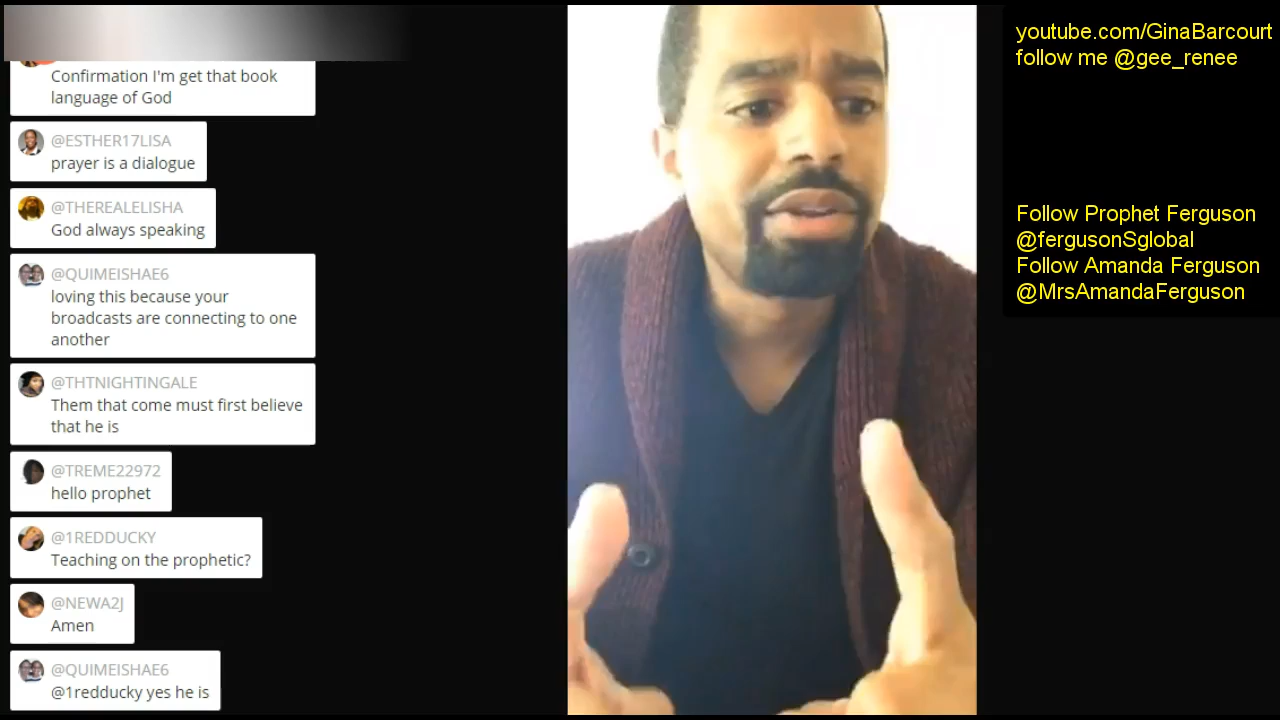 Confirmation I'm get that book
language of God
@ESTHER17LISA
prayer is a dialogue
@THEREALELISHA
God always speaking
@QUIMEISHAE6
loving this because your
broadcasts are connecting to one
another
@THTNIGHTINGALE
Them that come must first believe
that he is
@TREME22972
hello prophet
@1REDDUCKY
Teaching on the prophetic?
@NEWA2J
Amen
@QUIMEISHAE6
@1redducky yes he is
youtube.com/GinaBarcourt
follow me @gee_renee
Follow Prophet Ferguson
@fergusonSglobal
Follow Amanda Ferguson
@MrsAmandaFerguson